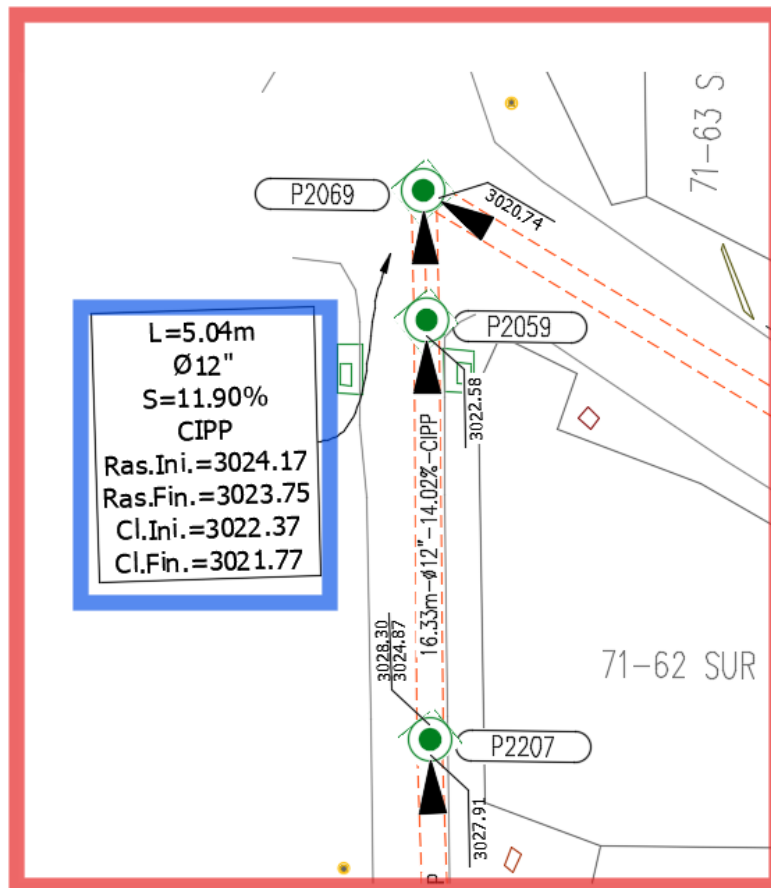 71-63 S
P2069
3020.74
P2059
L=5.04m
Ø12"
S=11.90%
CIPP
Ras.Ini.=3024.17
Ras.Fin.=3023.75
Cl.Ini.=3022.37
Cl.Fin.=3021.77
3022.58
16.33m-ø12"-14.02%-CIPP
3028.30
3024.87
71-62 SUR
P2207
3027.91
P